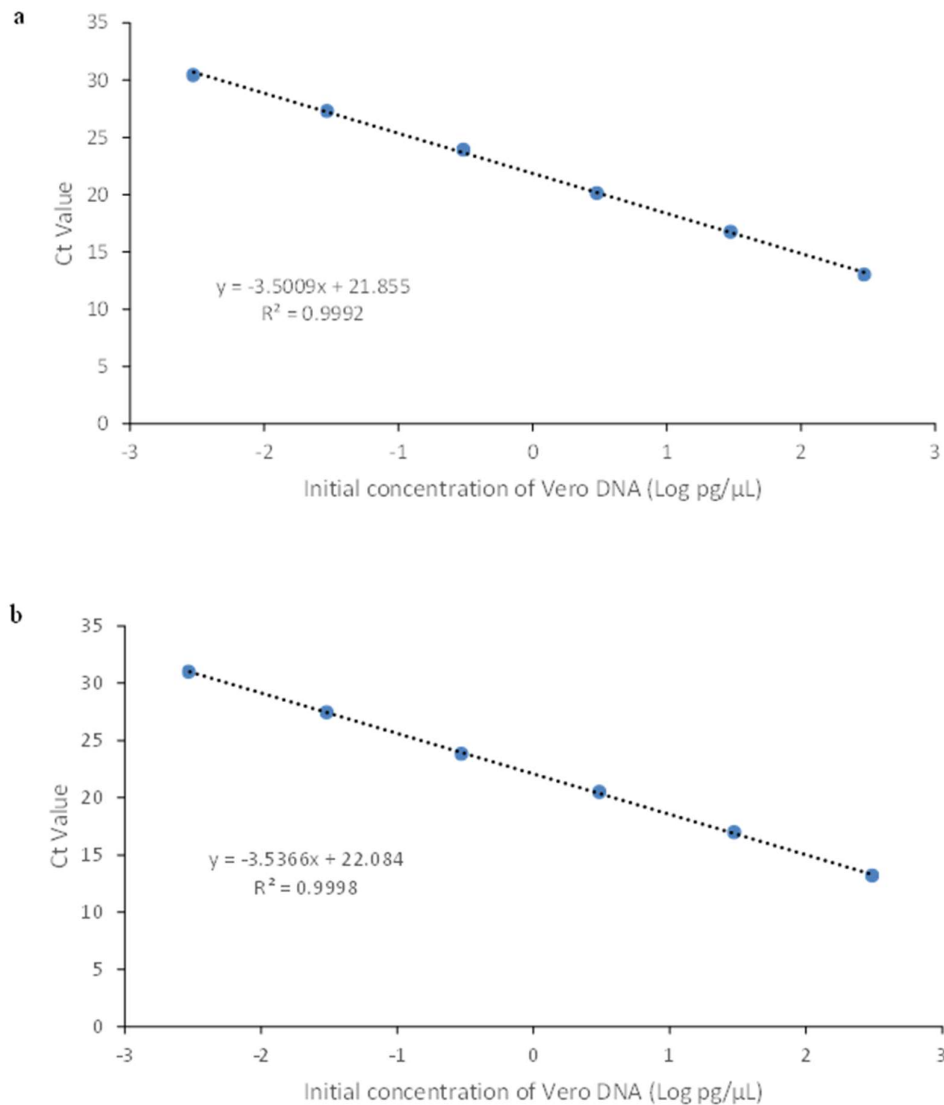 a
35
30
25
20
15
10
5
0
Ct Value
y = -3.5009x + 21.855
R² = 0.9992
-3 -2 -1 0 1 2 3
Initial concentration of Vero DNA (Log pg/µL)
b
35
30
25
20
15
10
5
0
Ct Value
y = -3.5366x + 22.084
R² = 0.9998
-3 -2 -1 0 1 2 3
Initial concentration of Vero DNA (Log pg/µL)